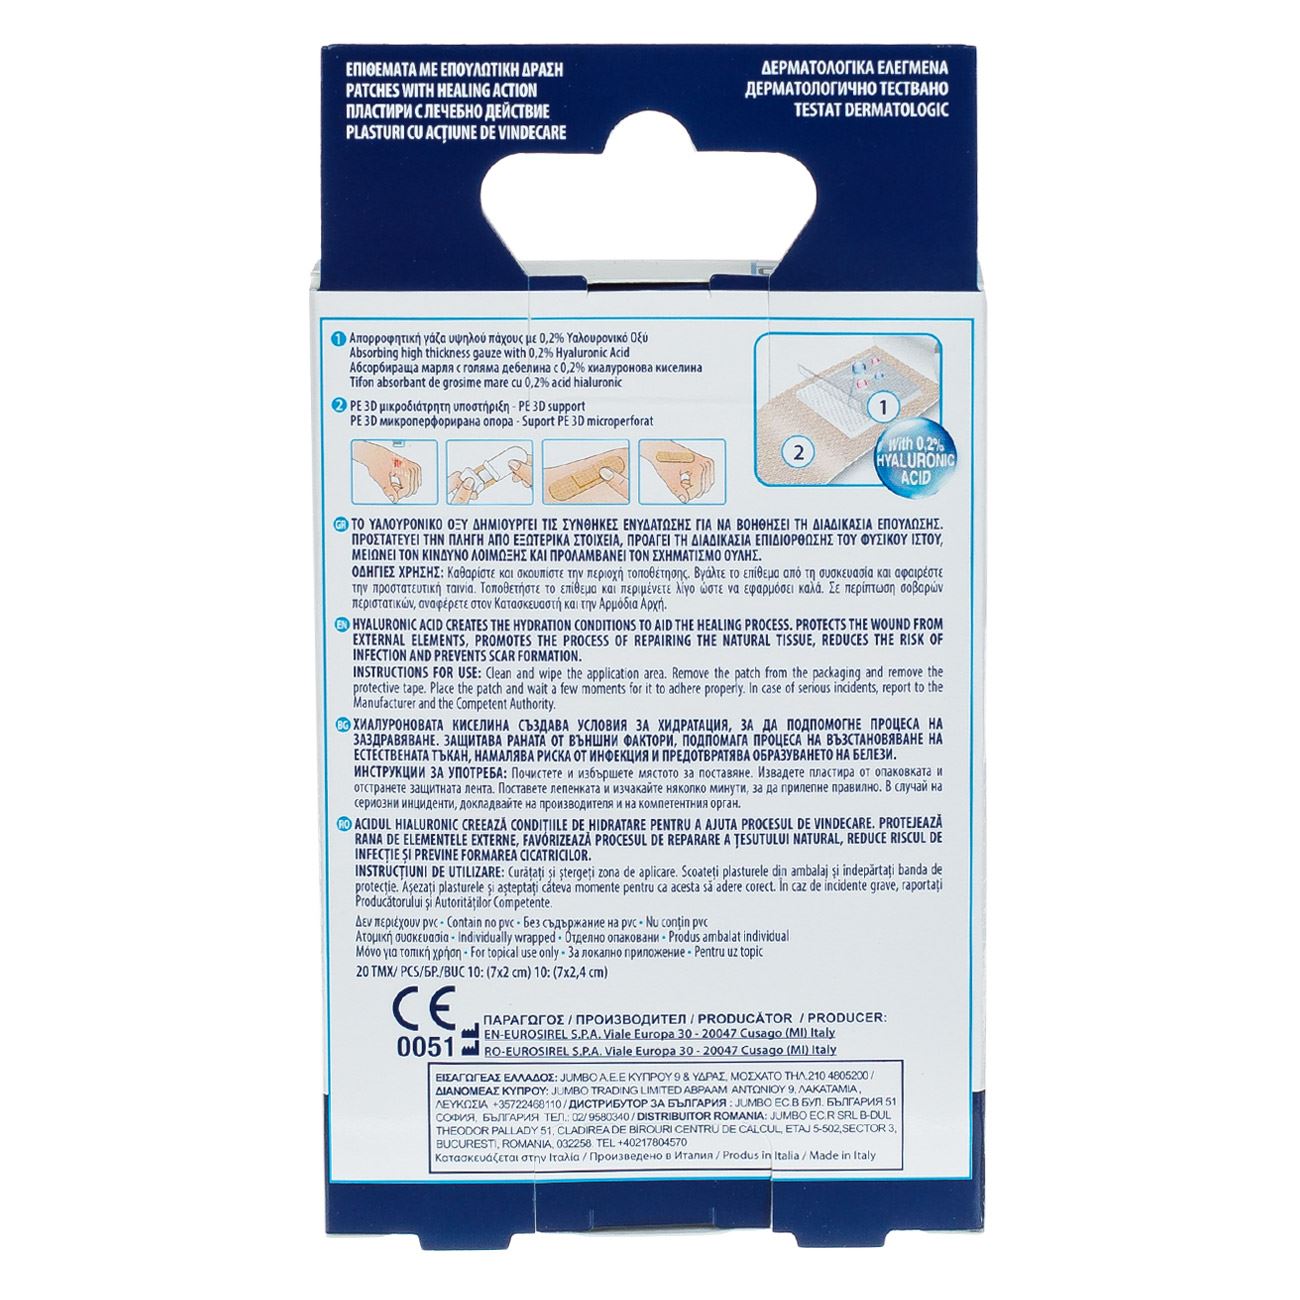 ΕΠΙΘΕΜΑΤΑ ΜΕ ΕΠΟΥΛΩΤΙΚΗ ΔΡΑΣΗ
PATCHES WITH HEALING ACTION
ПЛАСТИРИ С ЛЕЧЕБНО ДЕЙСТВИЕ
PLASTURI CU ACȚIUNE DE VINDECARE
ΔΕΡΜΑΤΟΛΟΓΙΚΑ ΕΛΕΓΜΕΝΑ
ДЕРМАТОЛОГИЧНО ТЕСТВАНО
TESTAT DERMATOLOGIC
1 Απορροφητική γάζα υψηλού πάχους με 0,2% Υαλουρονικό Οξύ
Absorbing high thickness gauze with 0,2% Hyaluronic Acid
Абсорбираща марля с голяма дебелина с 0,2% хиалуронова киселина
Tifon absorbant de grosime mare cu 0,2% acid hialuronic
2 PE 3D μικροδιάτρητη υποστήριξη - PE 3D support
PE 3D микроперфорирана опора - Suport PE 3D microperforat
1
2
With 0,2%
HYALURONIC
ACID
GR ΤΟ ΥΑΛΟΥΡΟΝΙΚΟ ΟΞΥ ΔΗΜΙΟΥΡΓΕΙ ΤΙΣ ΣΥΝΘΗΚΕΣ ΕΝΥΔΑΤΩΣΗΣ ΓΙΑ ΝΑ ΒΟΗΘΗΣΕΙ ΤΗ ΔΙΑΔΙΚΑΣΙΑ ΕΠΟΥΛΩΣΗΣ.
ΠΡΟΣΤΑΤΕΥΕΙ ΤΗΝ ΠΛΗΓΗ ΑΠΟ ΕΞΩΤΕΡΙΚΑ ΣΤΟΙΧΕΙΑ, ΠΡΟΑΓΕΙ ΤΗ ΔΙΑΔΙΚΑΣΙΑ ΕΠΙΔΙΟΡΘΩΣΗΣ ΤΟΥ ΦΥΣΙΚΟΥ ΙΣΤΟΥ,
ΜΕΙΩΝΕΙ ΤΟΝ ΚΙΝΔΥΝΟ ΛΟΙΜΩΞΗΣ ΚΑΙ ΠΡΟΛΑΜΒΑΝΕΙ ΤΟΝ ΣΧΗΜΑΤΙΣΜΟ ΟΥΛΗΣ.
ΟΔΗΓΙΕΣ ΧΡΗΣΗΣ: Καθαρίστε και σκουπίστε την περιοχή τοποθέτησης. Βγάλτε το επίθεμα από τη συσκευασία και αφαιρέστε
την προστατευτική ταινία. Τοποθετήστε το επίθεμα και περιμένετε λίγο ώστε να εφαρμόσει καλά. Σε περίπτωση σοβαρών
περιστατικών, αναφέρετε στον Κατασκευαστή και την Αρμόδια Αρχή.
EN HYALURONIC ACID CREATES THE HYDRATION CONDITIONS TO AID THE HEALING PROCESS. PROTECTS THE WOUND FROM
EXTERNAL ELEMENTS, PROMOTES THE PROCESS OF REPAIRING THE NATURAL TISSUE, REDUCES THE RISK OF
INFECTION AND PREVENTS SCAR FORMATION.
INSTRUCTIONS FOR USE: Clean and wipe the application area. Remove the patch from the packaging and remove the
protective tape. Place the patch and wait a few moments for it to adhere properly. In case of serious incidents, report to the
Manufacturer and the Competent Authority.
BG ХИАЛУРОНОВАТА КИСЕЛИНА СЪЗДАВА УСЛОВИЯ ЗА ХИДРАТАЦИЯ, ЗА ДА ПОДПОМОГНЕ ПРОЦЕСА НА
ЗАЗДРАВЯВАНЕ. ЗАЩИТАВА РАНАТА ОТ ВЪНШНИ ФАКТОРИ, ПОДПОМАГА ПРОЦЕСА НА ВЪЗСТАНОВЯВАНЕ НА
ЕСТЕСТВЕНАТА ТЪКАН, НАМАЛЯВА РИСКА ОТ ИНФЕКЦИЯ И ПРЕДОТВРАТЯВА ОБРАЗУВАНЕТО НА БЕЛЕЗИ.
ИНСТРУКЦИИ ЗА УПОТРЕБА: Почистете и избършете мястото за поставяне. Извадете пластира от опаковката и
отстранете защитната лента. Поставете лепенката и изчакайте няколко минути, за да прилепне правилно. В случай на
сериозни инциденти, докладвайте на производителя и на компетентния орган.
RO ACIDUL HIALURONIC CREEAZĂ CONDIȚIILE DE HIDRATARE PENTRU A AJUTA PROCESUL DE VINDECARE. PROTEJEAZĂ
RANA DE ELEMENTELE EXTERNE, FAVORIZEAZĂ PROCESUL DE REPARARE A ȚESUTULUI NATURAL, REDUCE RISCUL DE
INFECȚIE ȘI PREVINE FORMAREA CICATRICILOR.
INSTRUCȚIUNI DE UTILIZARE: Curățați și ștergeți zona de aplicare. Scoateți plasturele din ambalaj și îndepărtați banda de
protecție. Așezați plasturele și așteptați câteva momente pentru ca acesta să adere corect. În caz de incidente grave, raportați
Producătorului și Autorităților Competente.
Δεν περιέχουν pvc • Contain no pvc • Без съдържание на pvc • Nu conțin pvc
Ατομική συσκευασία • Individually wrapped • Отделно опаковани • Produs ambalat individual
Μόνο για τοπική χρήση • For topical use only • За локално приложение • Pentru uz topic
20 ΤΜΧ/ PCS/БР./BUC 10: (7x2 cm) 10: (7x2,4 cm)
CE
0051
ΠΑΡΑΓΩΓΟΣ / ПРОИЗВОДИТЕЛ / PRODUCĂTOR / PRODUCER:
EN-EUROSIREL S.P.A. Viale Europa 30 - 20047 Cusago (MI) Italy
RO-EUROSIREL S.P.A. Viale Europa 30 - 20047 Cusago (MI) Italy
ΕΙΣΑΓΩΓΕΑΣ ΕΛΛΑΔΟΣ: JUMBO A.E.E ΚΥΠΡΟΥ 9 & ΥΔΡΑΣ, ΜΟΣΧΑΤΟ ΤΗΛ.210 4805200 /
ΔΙΑΝΟΜΕΑΣ ΚΥΠΡΟΥ: JUMBO TRADING LIMITED ΑΒΡΑΑΜ ΑΝΤΩΝΙΟΥ 9, ΛΑΚΑΤΑΜΙΑ,
ΛΕΥΚΩΣΙΑ +35722468110 / ДИСТРИБУТОР ЗА БЪЛГАРИЯ : JUMBO EC.B БУЛ. БЪЛГАРИЯ 51
СОФИЯ, БЪЛГАРИЯ ТЕЛ.: 02/ 9580340 / DISTRIBUITOR ROMANIA: JUMBO EC.R SRL B-DUL
THEODOR PALLADY 51, CLADIREA DE BIROURI CENTRU DE CALCUL, ETAJ 5-502,SECTOR 3,
BUCURESTI, ROMANIA, 032258 TEL +40217804570
Κατασκευάζεται στην Ιταλία / Произведено в Италия / Produs in Italia / Made in Italy